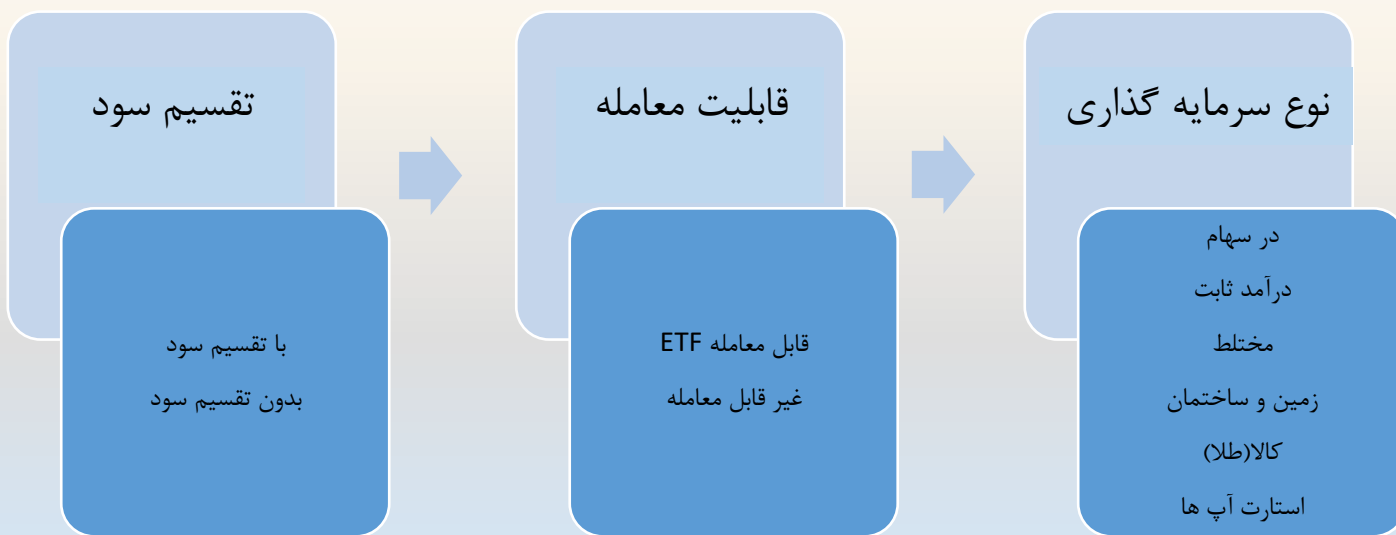 تقسیم سود
با تقسیم سود
بدون تقسیم سود
قابلیت معامله
قابل معامله ETF
غیر قابل معامله
نوع سرمایه گذاری
در سهام
درآمد ثابت
مختلط
زمین و ساختمان
کالا(طلا)
استارت آپ ها